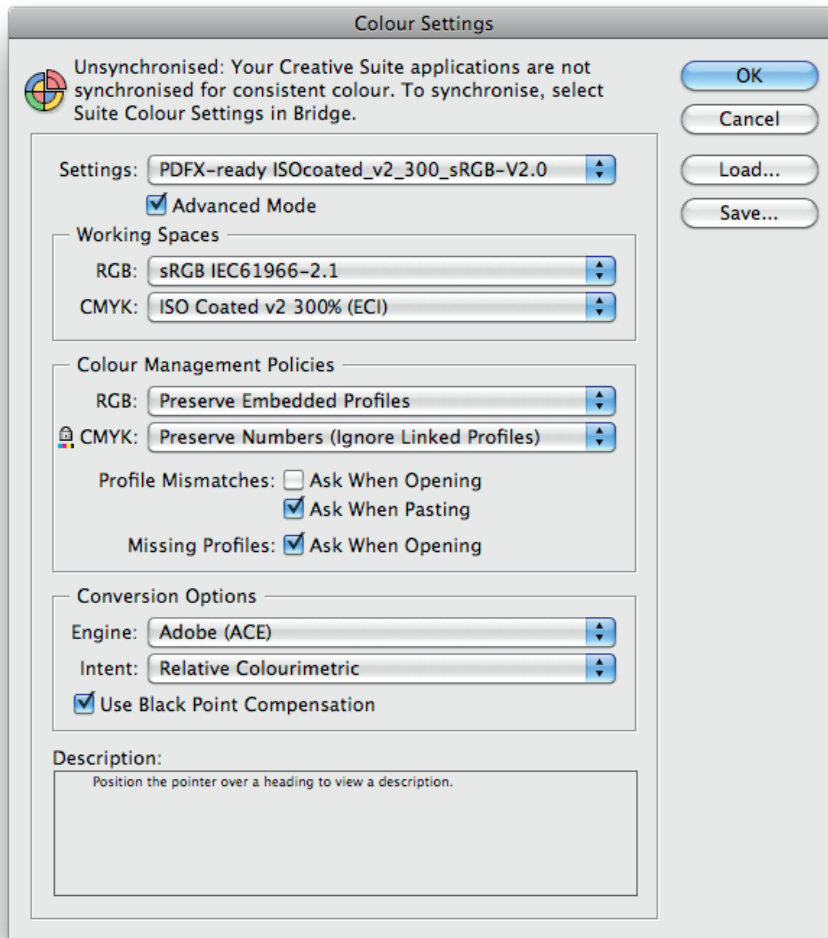 Colour Settings
Unsynchronised: Your Creative Suite applications are not
synchronised for consistent colour. To synchronise, select
Suite Colour Settings in Bridge.
OK
Cancel
Load...
Save...
Settings: PDFX-ready ISOcoated_v2_300_sRGB-V2.0
Advanced Mode
Working Spaces
RGB: sRGB IEC61966-2.1
CMYK: ISO Coated v2 300% (ECI)
Colour Management Policies
RGB: Preserve Embedded Profiles
CMYK: Preserve Numbers (Ignore Linked Profiles)
Profile Mismatches: Ask When Opening
Ask When Pasting
Missing Profiles: Ask When Opening
Conversion Options
Engine: Adobe (ACE)
Intent: Relative Colourimetric
Use Black Point Compensation
Description:
Position the pointer over a heading to view a description.